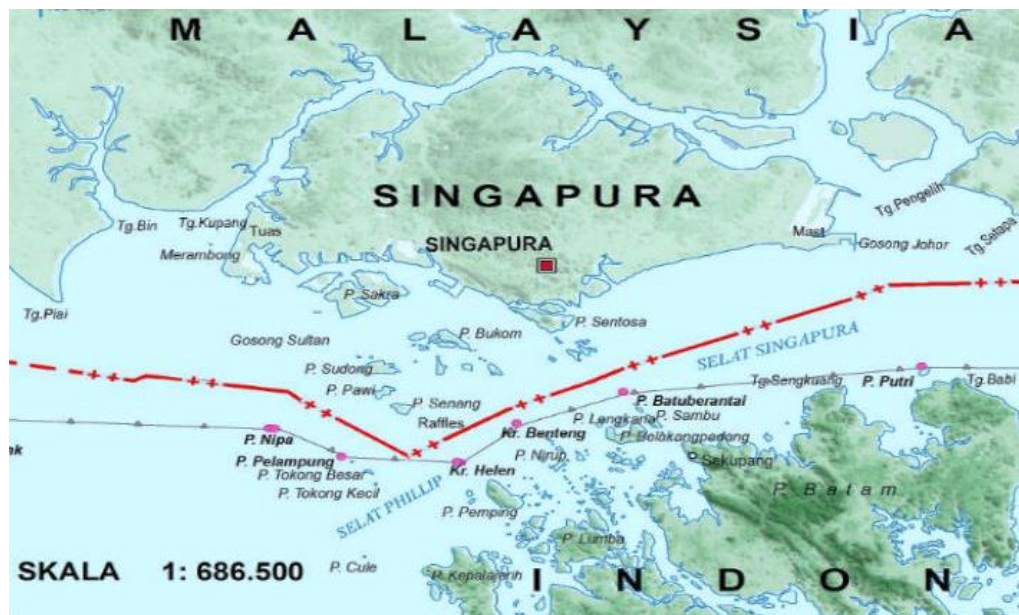 MALAYSIA
SINGAPURA
Tg.Pengelih
Tg.Bin
Tg.Kupang
Tuas
Mast
SINGAPURA
Gosong Johor
Tg.Setapa
Merambong
P. Sakra
Tg.Piai
P. Sentosa
P. Bukom
Gosong Sultan
SELAT SINGAPURA
P. Sudong
P. Putri
Tg.Babi
Tg.Sengkuang
P. Pawi
P. Batuberantai
P. Senang
P. Lengkana
P. Sambu
Raffles
Kr. Benteng
P. Belakangpadang
P. Nipa
P. Nirup
Sekupang
P. Pelampung
Kr. Helen
P. Tokong Besar
P. Batam
P. Tokong Kecil
SELAT PHILLIP
P. Pemping
P. Lumba
P. Cule
P. Kepalajerih
SKALA 1: 686.500
INDON